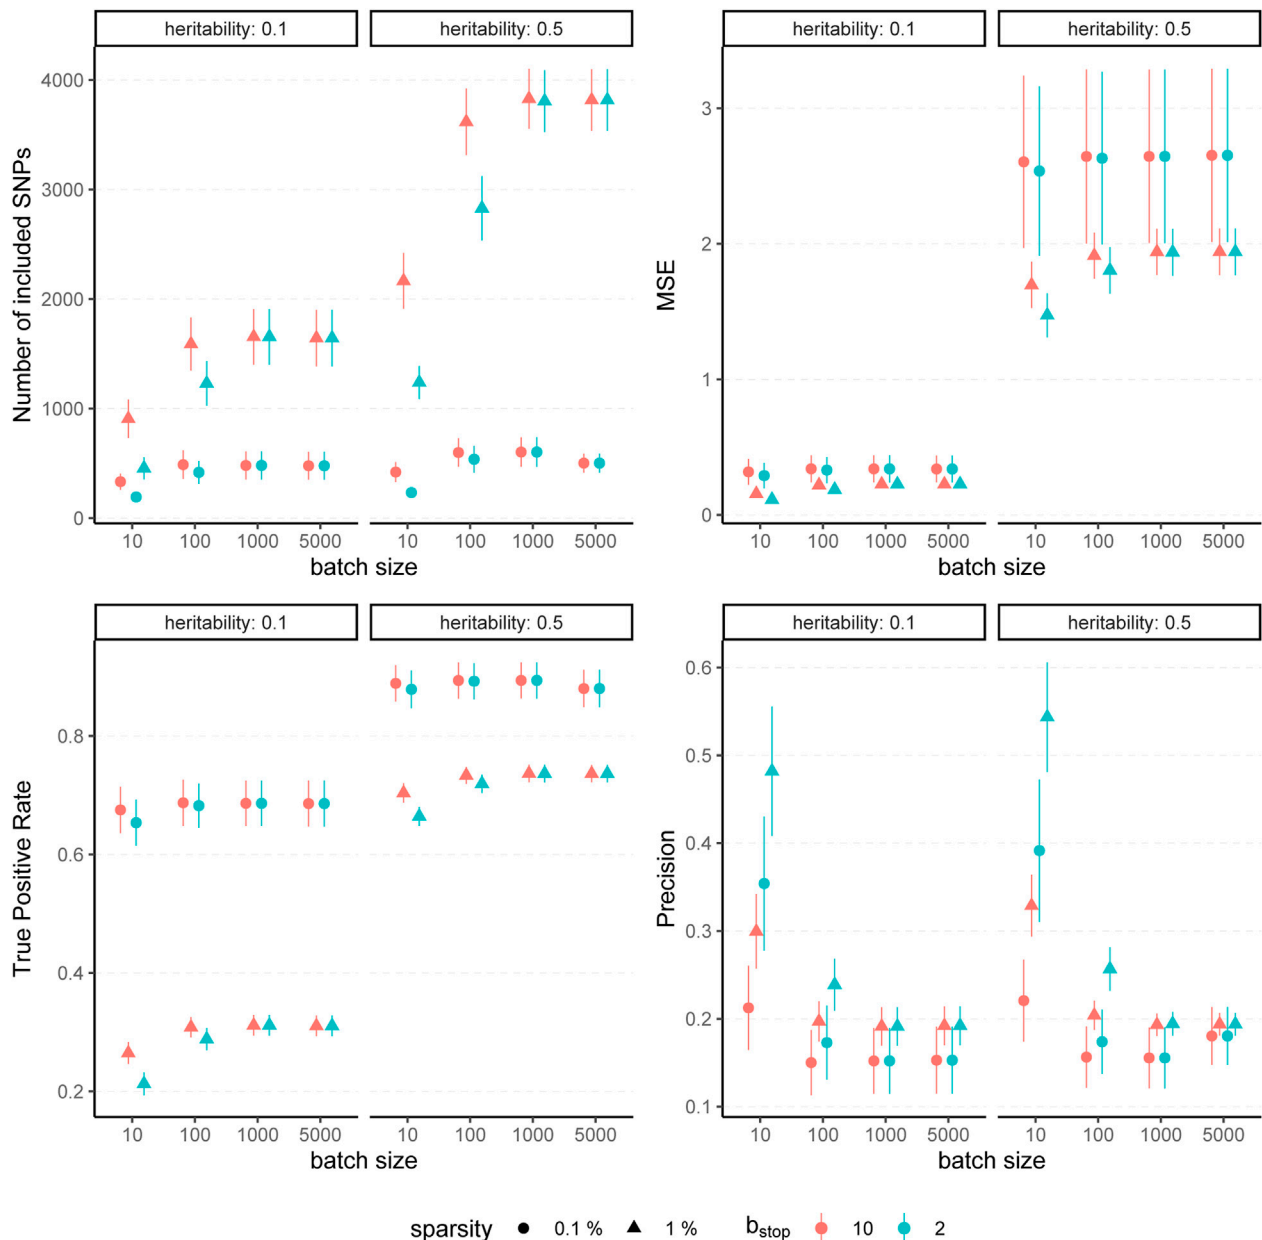 heritability: 0.1 heritability: 0.5
Number of included SNPs
4000
3000
2000
1000
0
10 100 1000 5000 10 100 1000 5000
batch size
heritability: 0.1 heritability: 0.5
MSE
3
2
1
0
10 100 1000 5000 10 100 1000 5000
batch size
heritability: 0.1 heritability: 0.5
True Positive Rate
0.8
0.6
0.4
0.2
10 100 1000 5000 10 100 1000 5000
batch size
heritability: 0.1 heritability: 0.5
Precision
0.6
0.5
0.4
0.3
0.2
0.1
10 100 1000 5000 10 100 1000 5000
batch size
sparsity 0.1 % 1 % bstop 10 2